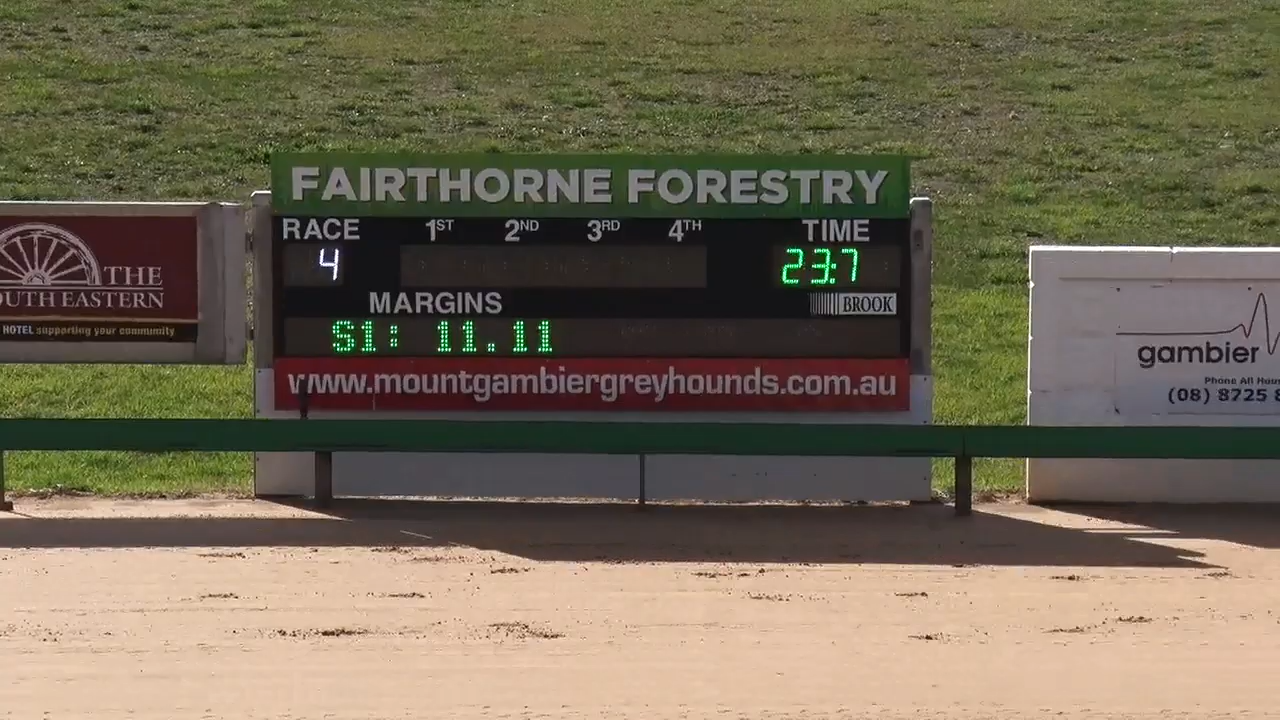 FAIRTHORNE FORESTRY
RACE 1ST 2ND 3RD 4TH TIME
4 23:7
MARGINS BROOK
S1: 11.11
www.mountgambiergreyhounds.com.au
THE
OUTH EASTERN
HOTEL supporting your community
gambier
Phone All Hou
(08) 8725 8